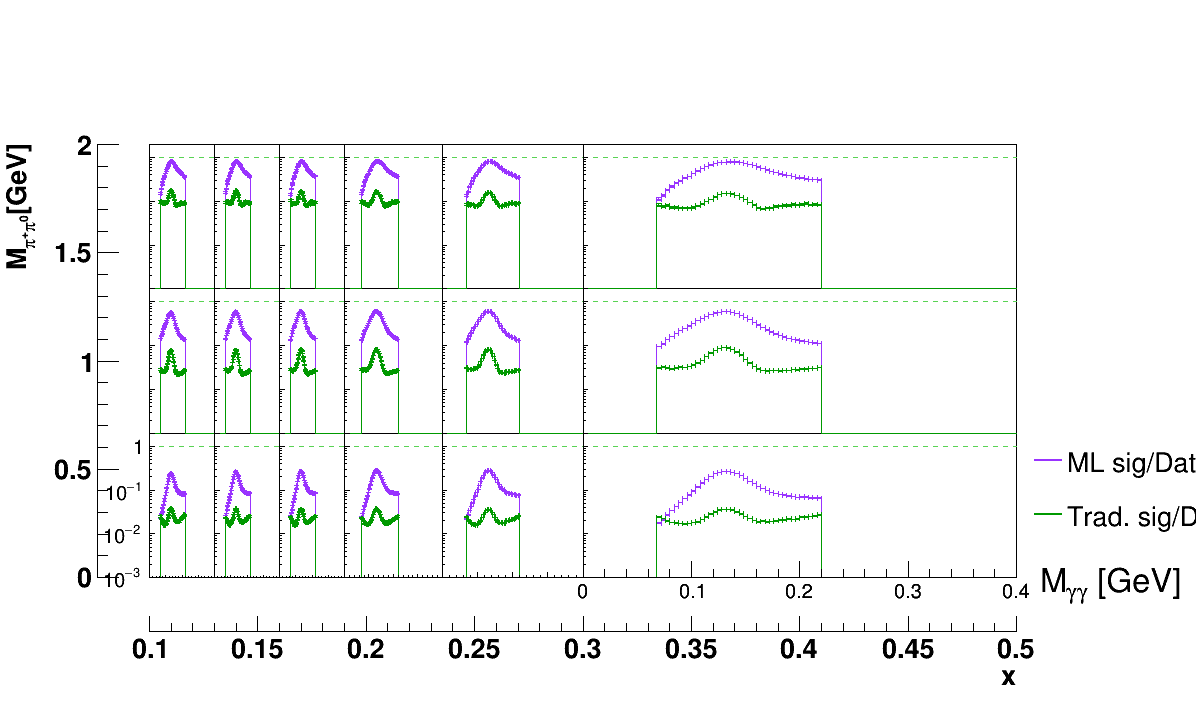 M_{π⁺π⁰}[GeV]
2
1.5
1
0.5
0
1
10⁻¹
10⁻²
10⁻³
ML sig/Dat
Trad. sig/D
0 0.1 0.2 0.3 0.4
M_{γγ} [GeV]
0.1 0.15 0.2 0.25 0.3 0.35 0.4 0.45 0.5
x